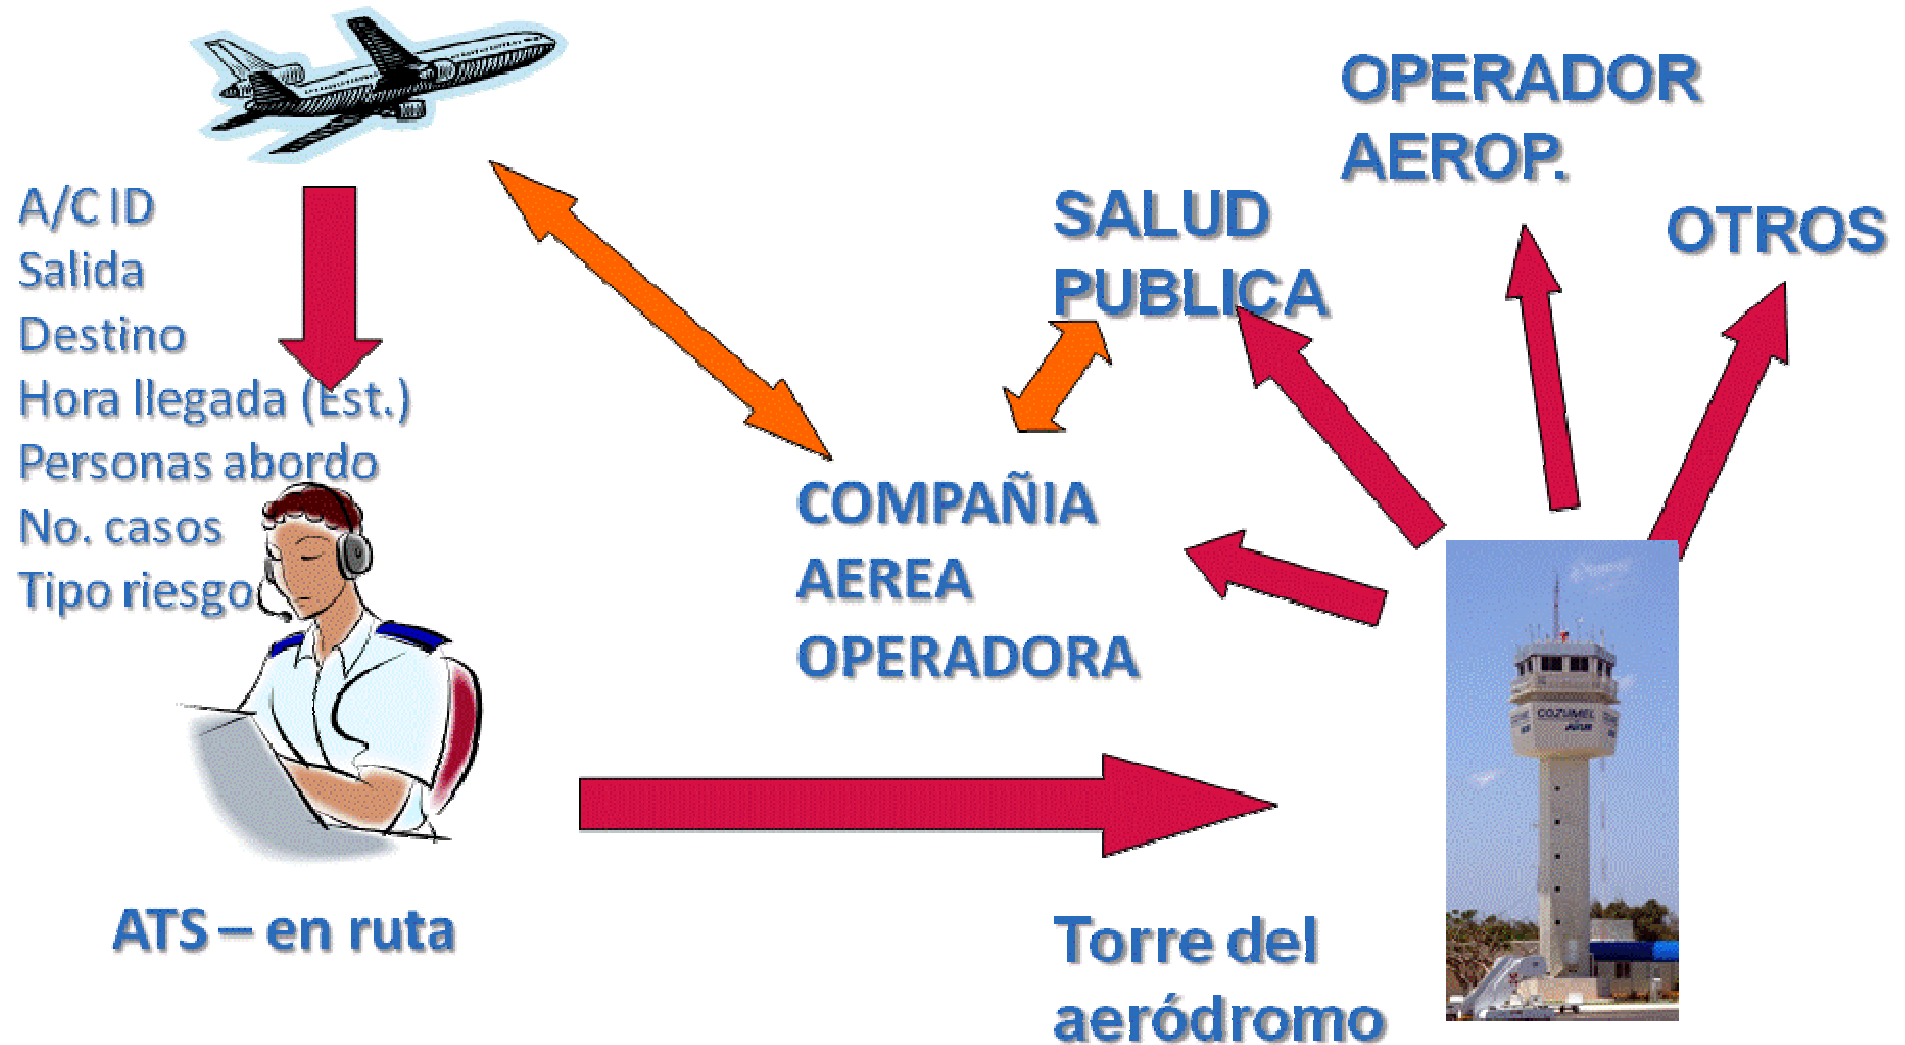 A/C ID
Salida
Destino
Hora llegada (Est.)
Personas abordo
No. casos
Tipo riesgo
ATS – en ruta
COMPAÑIA
AEREA
OPERADORA
SALUD
PUBLICA
OPERADOR
AEROP.
OTROS
COZUMEL
Torre del
aeródromo